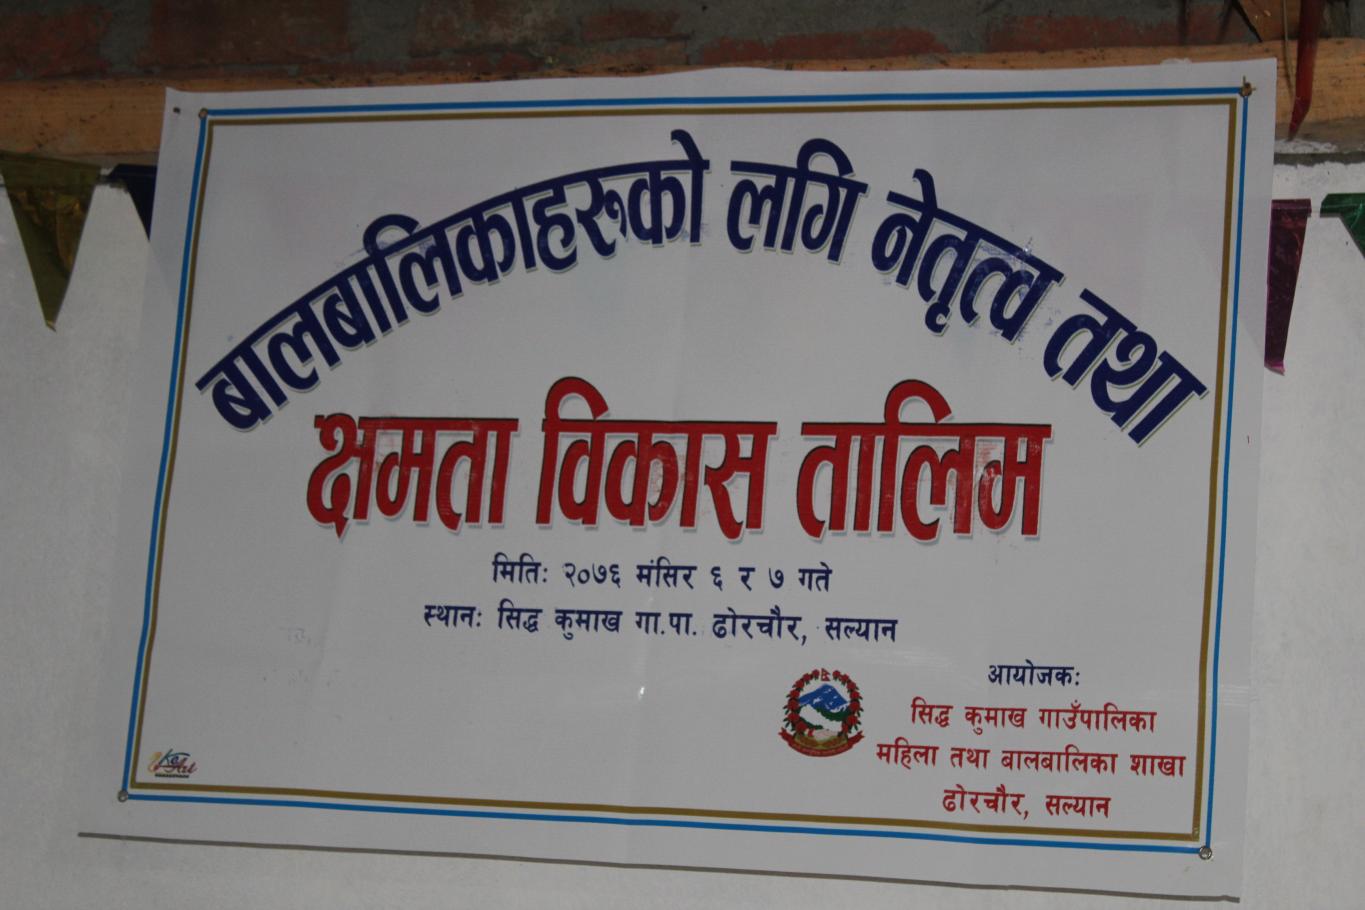 बालबालिकाहरुको लगि नेतृत्व तथा
क्षमता विकास तालिम
मितिः २०७६ मंसिर ६ र ७ गते
स्थानः सिद्ध कुमाख गा.पा. ढोरचौर, सल्यान
आयोजकः
सिद्ध कुमाख गाउँपालिका
महिला तथा बालबालिका शाखा
ढोरचौर, सल्यान